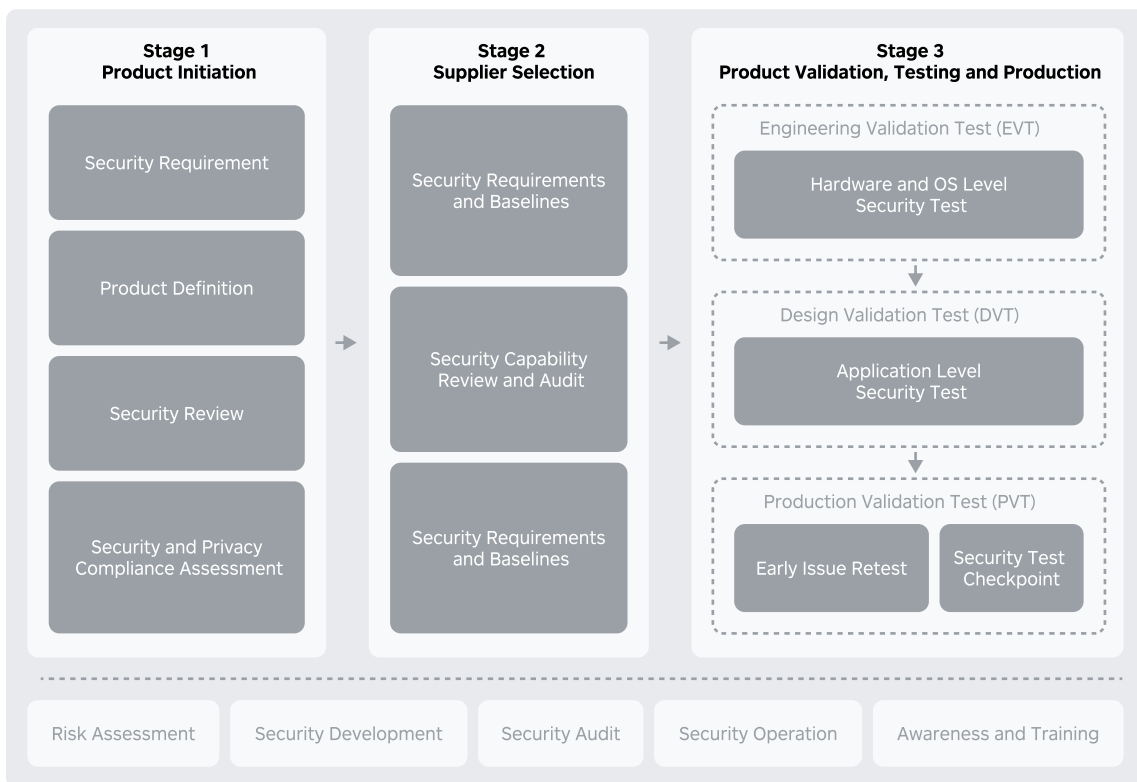 Stage 1
Product Initiation
Security Requirement
Product Definition
Security Review
Security and Privacy
Compliance Assessment
Stage 2
Supplier Selection
Security Requirements
and Baselines
Security Capability
Review and Audit
Security Requirements
and Baselines
Stage 3
Product Validation, Testing and Production
Engineering Validation Test (EVT)
Hardware and OS Level
Security Test
Design Validation Test (DVT)
Application Level
Security Test
Production Validation Test (PVT)
Early Issue Retest
Security Test
Checkpoint
Risk Assessment
Security Development
Security Audit
Security Operation
Awareness and Training